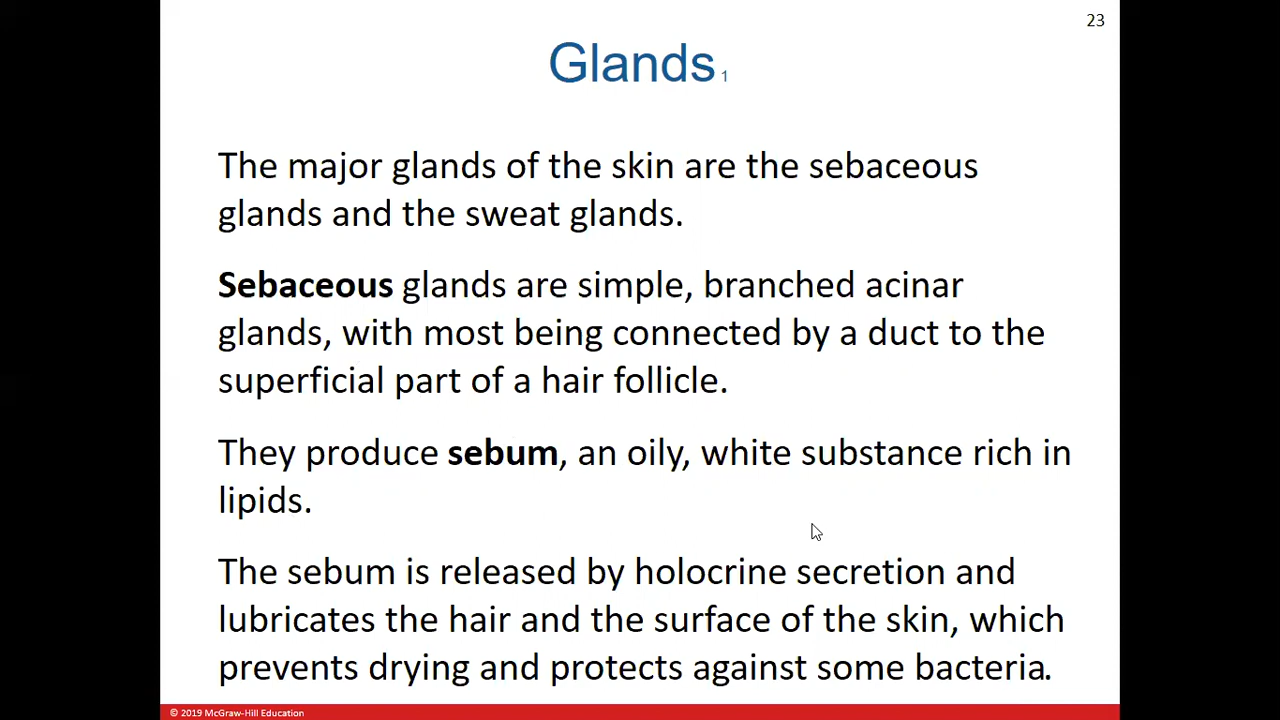 23
Glands 1
The major glands of the skin are the sebaceous
glands and the sweat glands.
Sebaceous glands are simple, branched acinar
glands, with most being connected by a duct to the
superficial part of a hair follicle.
They produce sebum, an oily, white substance rich in
lipids.
The sebum is released by holocrine secretion and
lubricates the hair and the surface of the skin, which
prevents drying and protects against some bacteria.
© 2019 McGraw-Hill Education